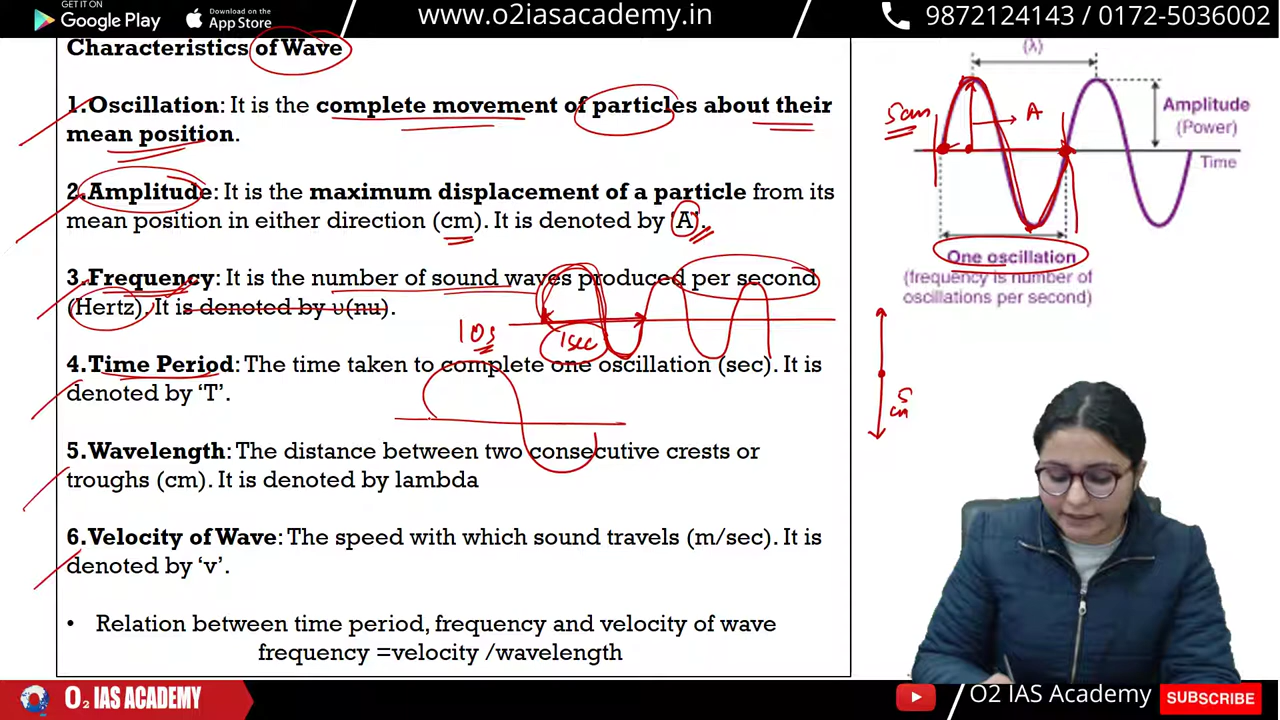 GET IT ON
Google Play
Download on the
App Store
www.o2iasacademy.in
9872124143 / 0172-5036002
Characteristics of Wave
1.Oscillation: It is the complete movement of particles about their
mean position.
2.Amplitude: It is the maximum displacement of a particle from its
mean position in either direction (cm). It is denoted by 'A'.
3.Frequency: It is the number of sound waves produced per second
(Hertz). It is denoted by υ(nu).
10s
1sec
4.Time Period: The time taken to complete one oscillation (sec). It is
denoted by ‘T’.
5.Wavelength: The distance between two consecutive crests or
troughs (cm). It is denoted by lambda
6.Velocity of Wave: The speed with which sound travels (m/sec). It is
denoted by ‘v’.
• Relation between time period, frequency and velocity of wave
frequency =velocity /wavelength
(λ)
5cm
A
Amplitude
(Power)
Time
One oscillation
(frequency is number of
oscillations per second)
5
cm
O2 IAS ACADEMY
O2 IAS Academy
SUBSCRIBE